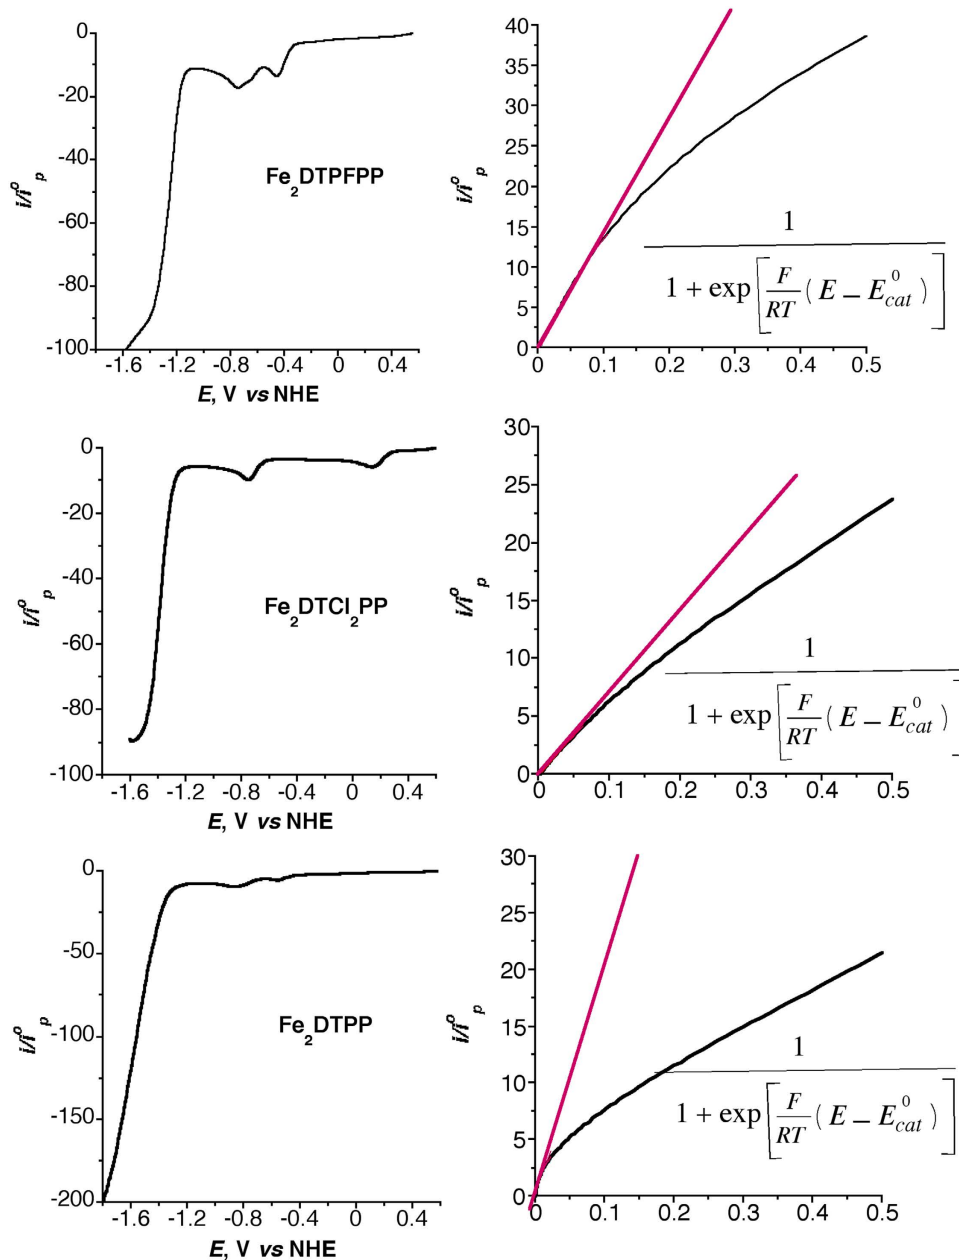 0
-20
-40
-60
-80
-100
i/i°p
Fe2DTPFPP
-1.6 -1.2 -0.8 -0.4 0 0.4
E, V vs NHE
40
35
30
25
20
15
10
5
0
i/i°p
1
1 + exp[F/RT (E − E0cat)]
0 0.1 0.2 0.3 0.4 0.5
0
-20
-40
-60
-80
-100
i/i°p
Fe2DTCl2PP
-1.6 -1.2 -0.8 -0.4 0 0.4
E, V vs NHE
30
25
20
15
10
5
0
i/i°p
1
1 + exp[F/RT (E − E0cat)]
0 0.1 0.2 0.3 0.4 0.5
0
-50
-100
-150
-200
i/i°p
Fe2DTPP
-1.6 -1.2 -0.8 -0.4 0 0.4
E, V vs NHE
30
25
20
15
10
5
0
i/i°p
1
1 + exp[F/RT (E − E0cat)]
0 0.1 0.2 0.3 0.4 0.5